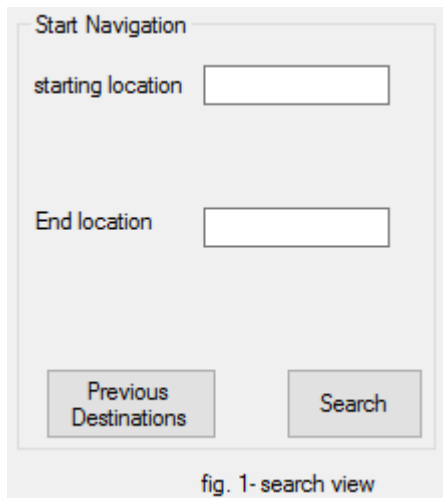 Start Navigation
starting location
End location
Previous
Destinations
Search
fig. 1- search view